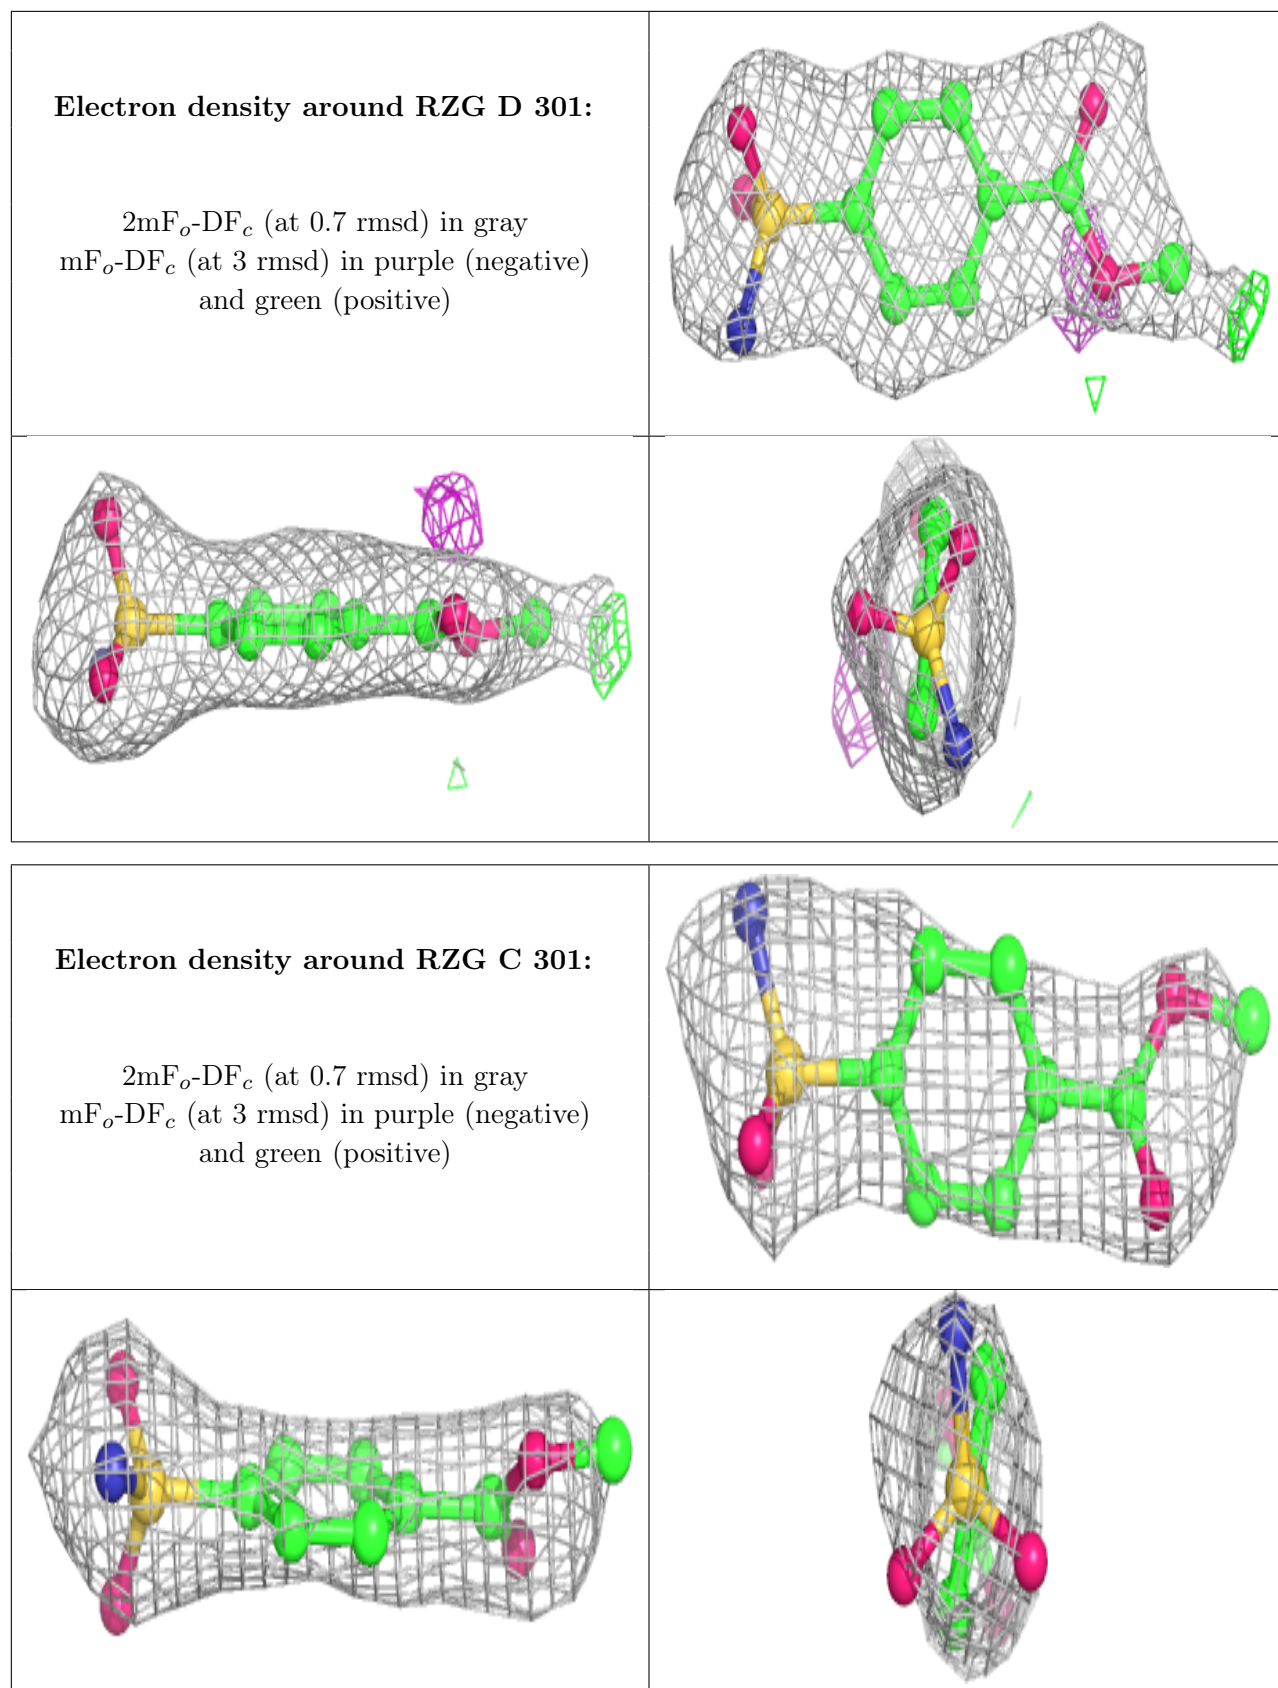 Electron density around RZG D 301:
2mFo-DFc (at 0.7 rmsd) in gray
mFo-DFc (at 3 rmsd) in purple (negative)
and green (positive)
Electron density around RZG C 301:
2mFo-DFc (at 0.7 rmsd) in gray
mFo-DFc (at 3 rmsd) in purple (negative)
and green (positive)